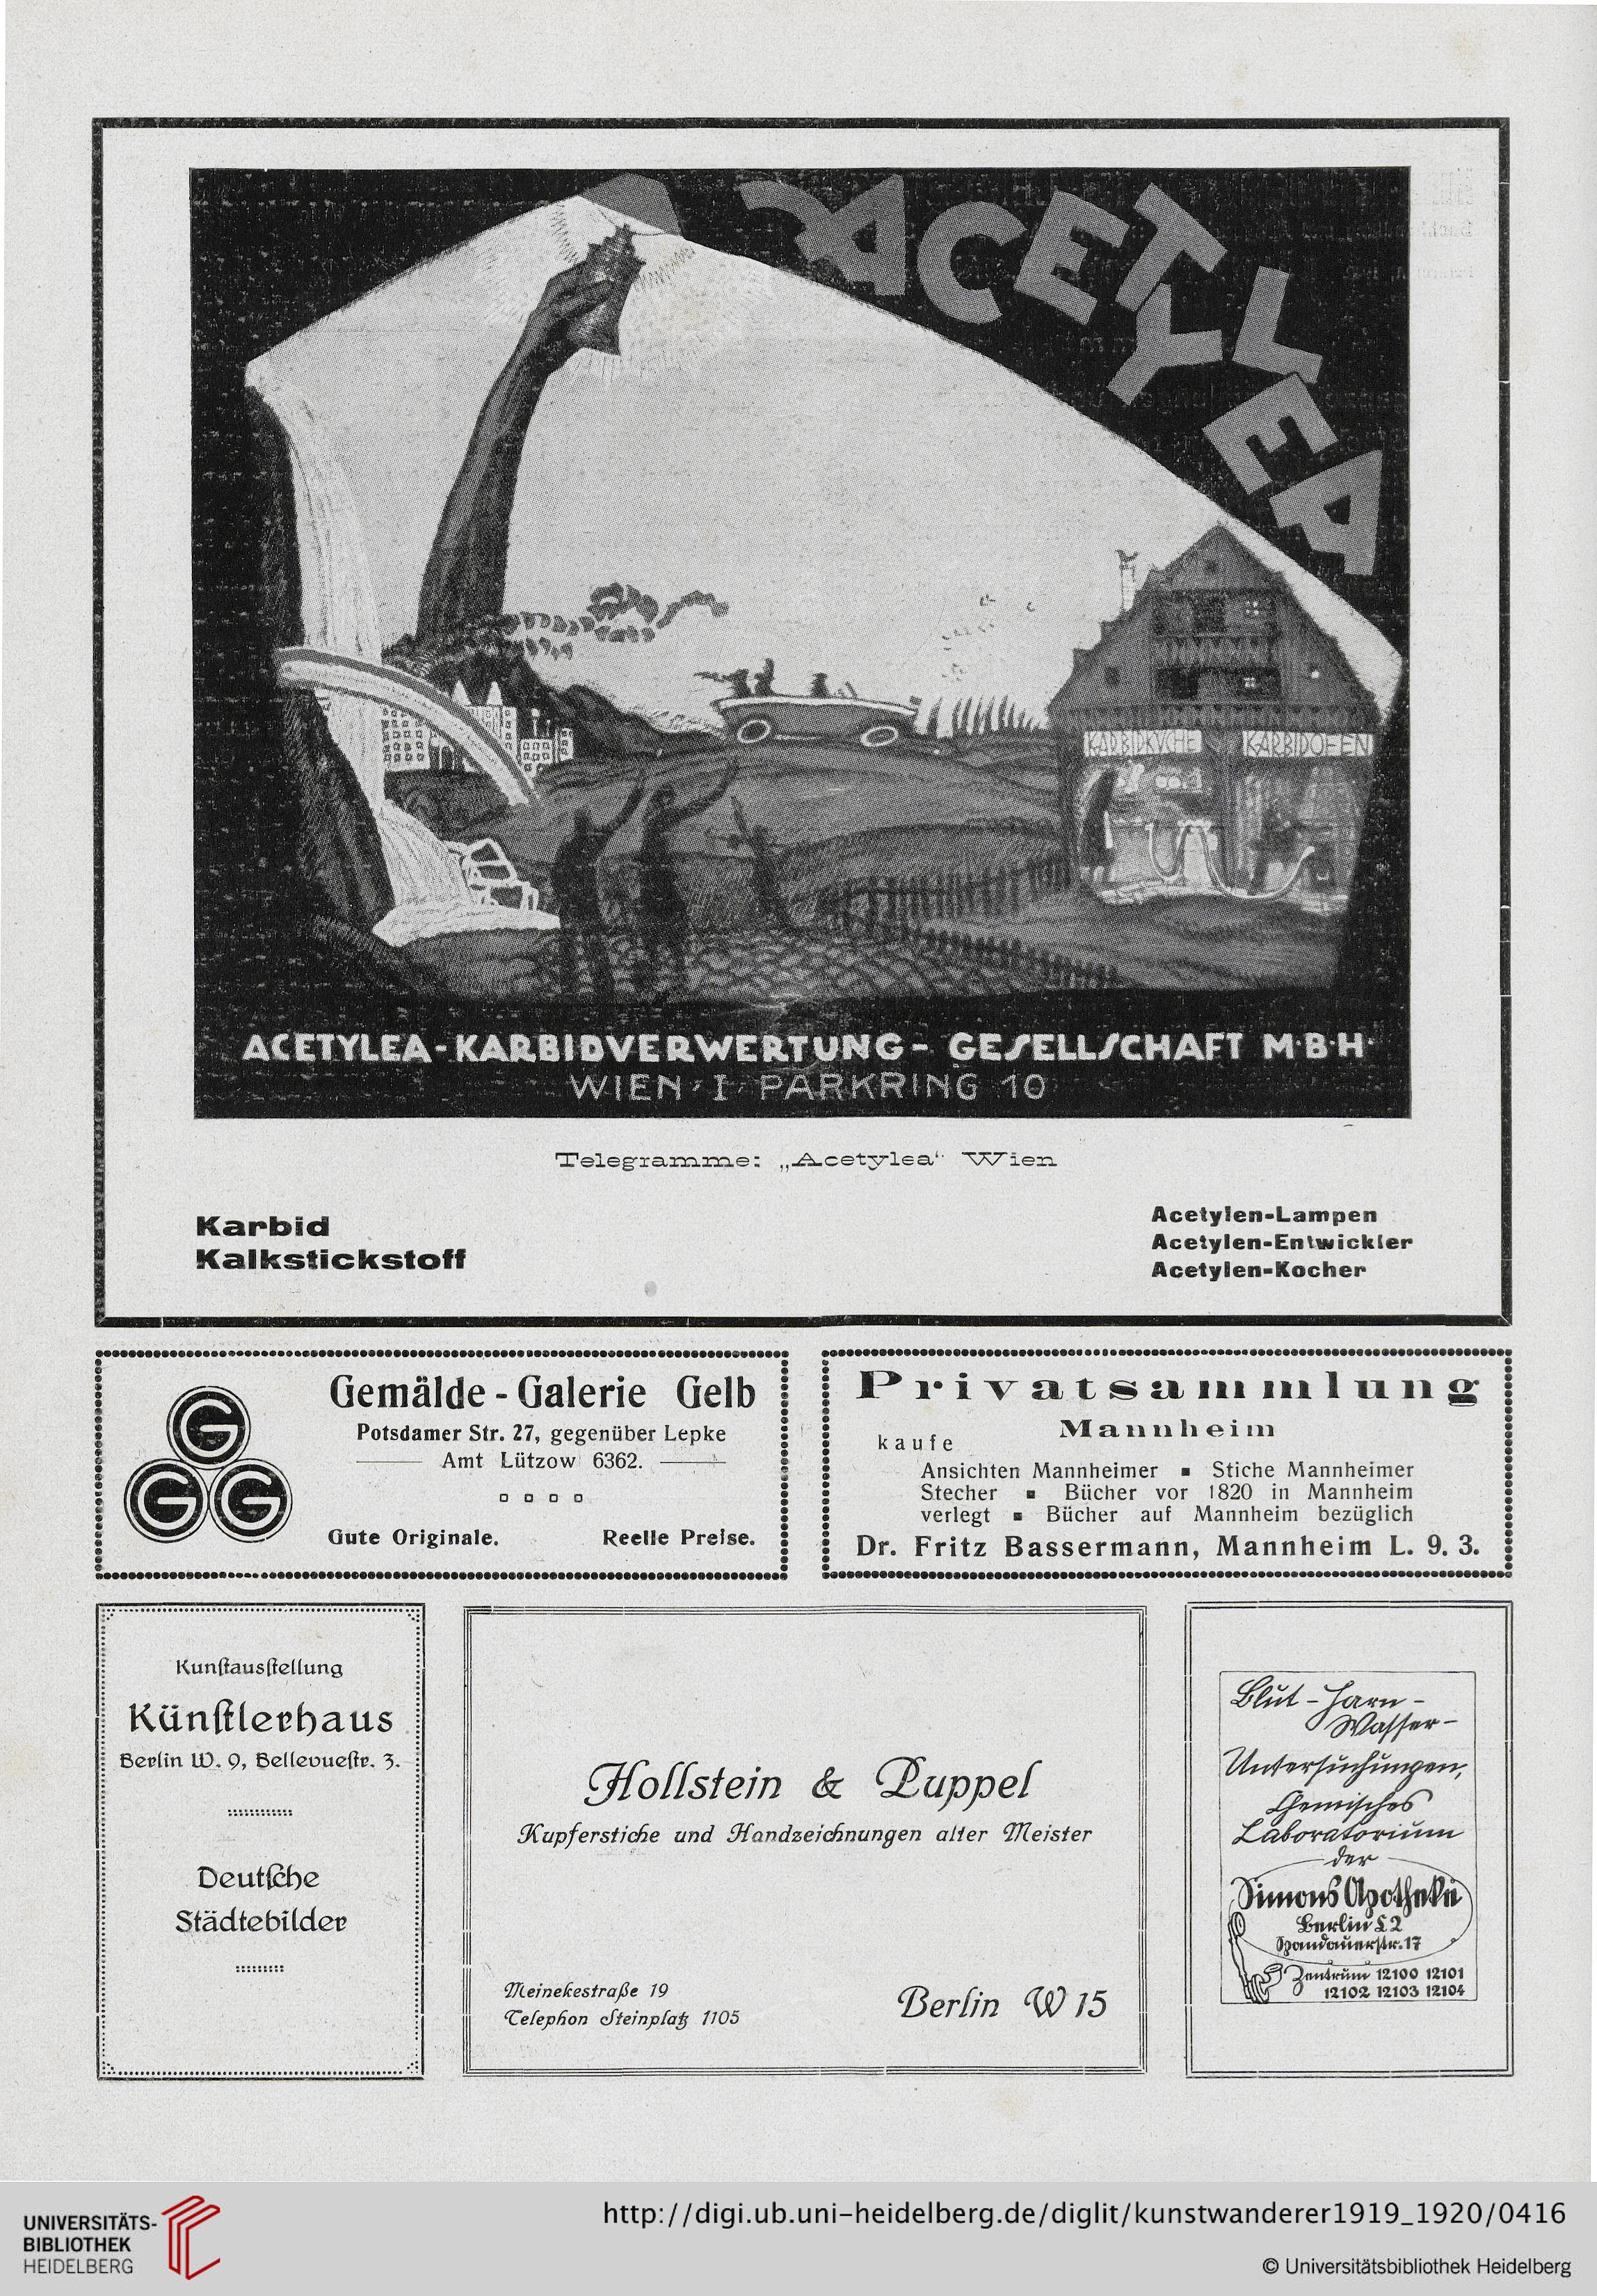 ACETYLEA
KARBIDKVCHE KARBIDOFEN
ACETYLEA-KARBIDVERWERTUNG- GESELLSCHAFT M·B·H·
WIEN, I, PARKRING 10
Telegramme: „Acetylea“ Wien
Karbid
Kalkstickstoff
Acetylen-Lampen
Acetylen-Entwickler
Acetylen-Kocher
G
G G
Gemälde-Galerie Gelb
Potsdamer Str. 27, gegenüber Lepke
Amt Lützow 6362.
Gute Originale. Reelle Preise.
Privatsammlung
Mannheim
kaufe
Ansichten Mannheimer ▪ Stiche Mannheimer
Stecher ▪ Bücher vor 1820 in Mannheim
verlegt ▪ Bücher auf Mannheim bezüglich
Dr. Fritz Bassermann, Mannheim L. 9. 3.
Kunſtausſtellung
Künſtlerhaus
Berlin W. 9, Bellevueſtr. 3.
Deutſche
Städtebilder
Hollstein & Puppel
Kupferstiche und Handzeichnungen alter Meister
Meinekestraße 19
Telephon Steinplatz 1105
Berlin W 15
Blut-Harn-
Wasser-
Untersuchungen,
Chemisches
Laboratorium
der
Simons Apotheke
Berlin C2
Spandauerstr. 17
Zentrum 12100 12101
12102 12103 12104
UNIVERSITÄTS-
BIBLIOTHEK
HEIDELBERG
http://digi.ub.uni-heidelberg.de/diglit/kunstwanderer1919_1920/0416
© Universitätsbibliothek Heidelberg